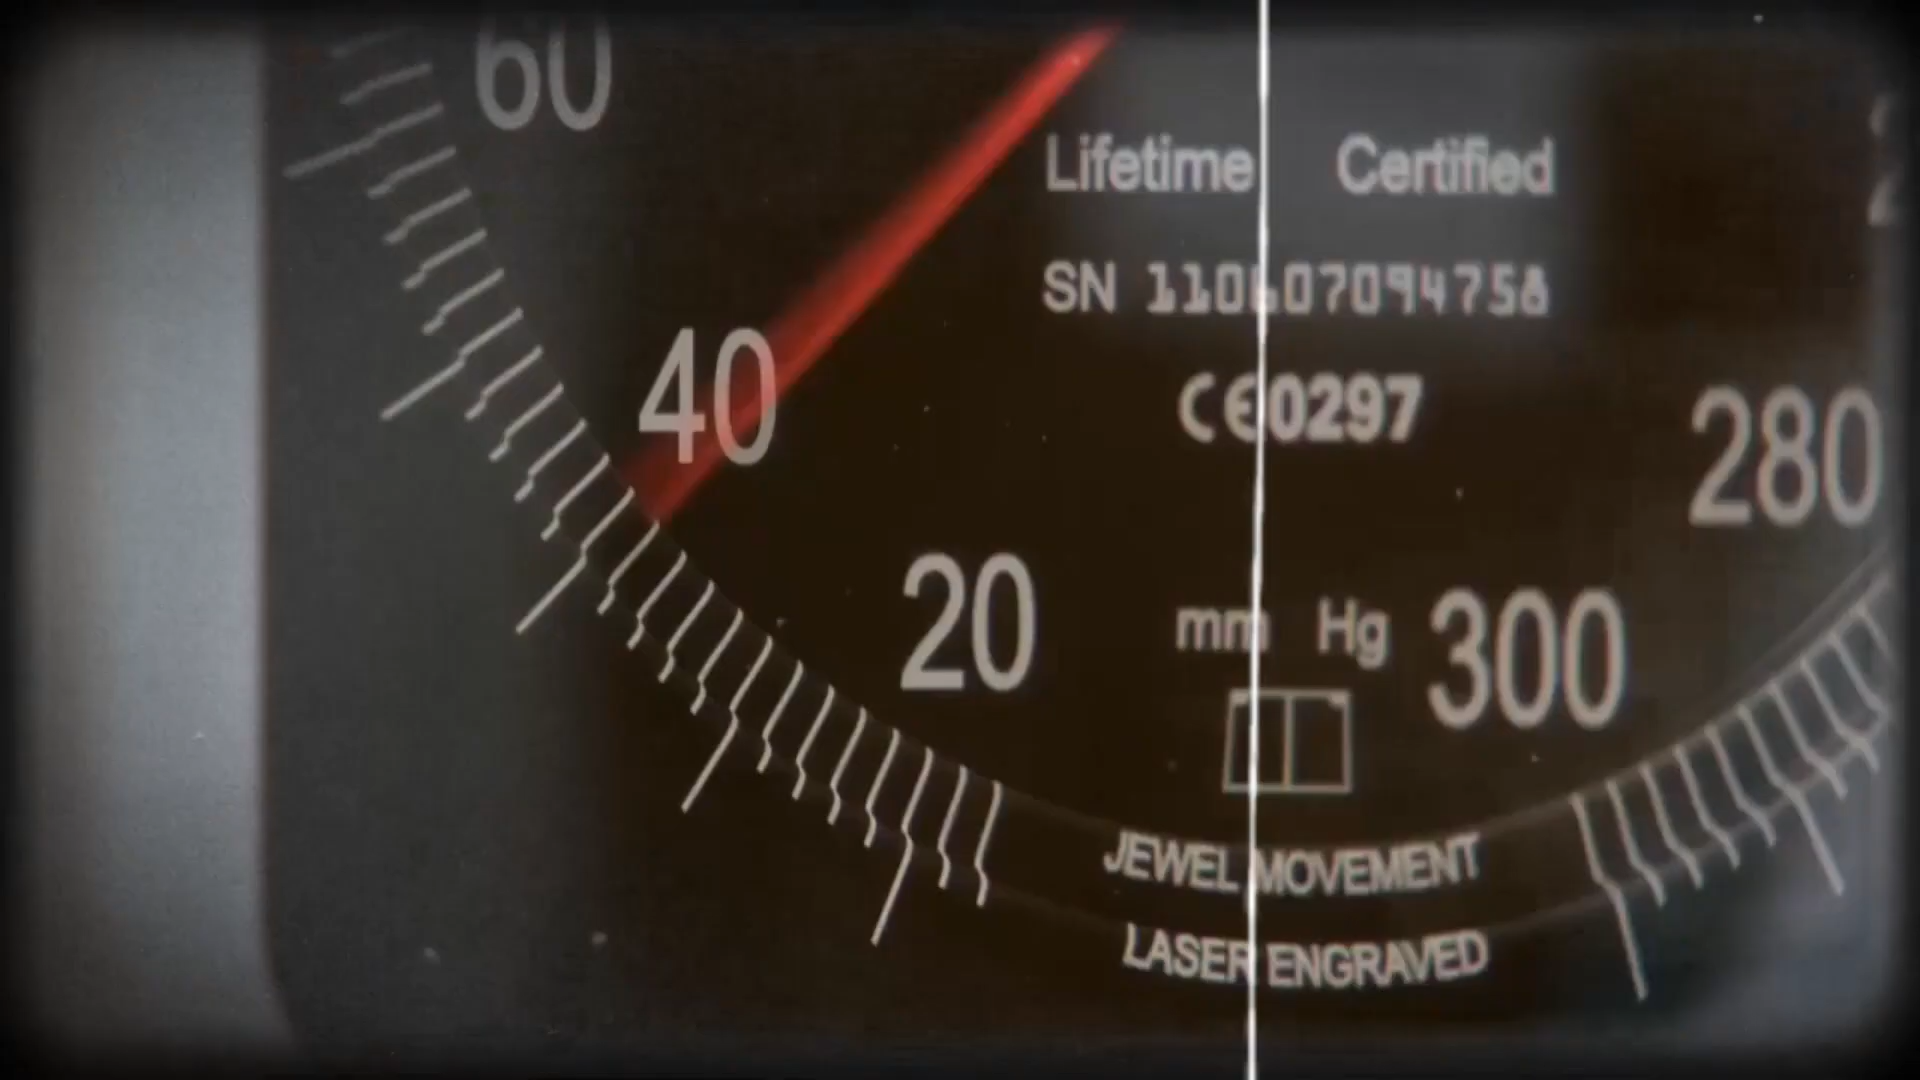 60
Lifetime Certified
SN 110607094758
CE0297
40
280
20
mm Hg
300
JEWEL MOVEMENT
LASER ENGRAVED